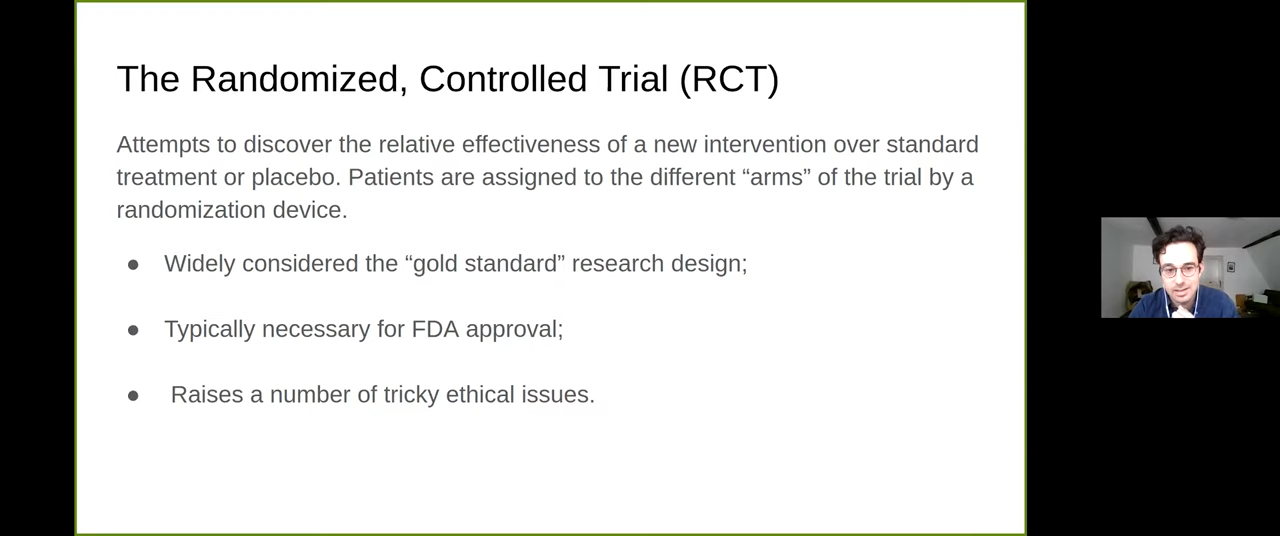 The Randomized, Controlled Trial (RCT)
Attempts to discover the relative effectiveness of a new intervention over standard
treatment or placebo. Patients are assigned to the different “arms” of the trial by a
randomization device.
● Widely considered the “gold standard” research design;
● Typically necessary for FDA approval;
● Raises a number of tricky ethical issues.